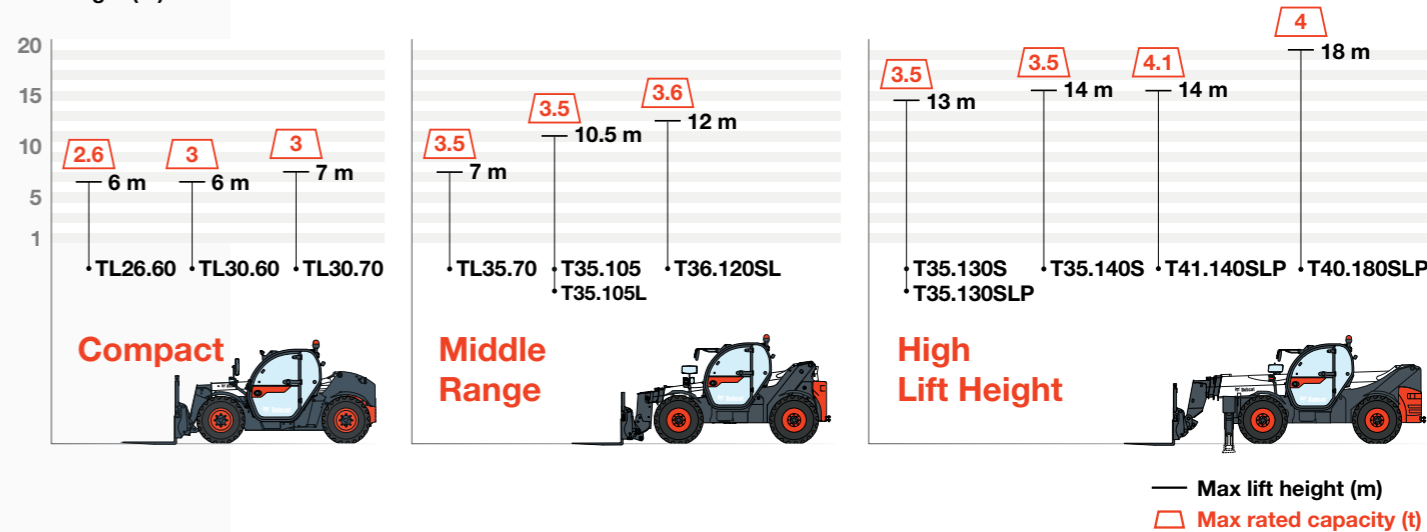 20
15
10
5
1
2.6
6 m
TL26.60
3
6 m
TL30.60
3
7 m
TL30.70
Compact
3.5
7 m
TL35.70
3.5
10.5 m
T35.105
T35.105L
3.6
12 m
T36.120SL
Middle
Range
3.5
13 m
T35.130S
T35.130SLP
3.5
14 m
T35.140S
4.1
14 m
T41.140SLP
4
18 m
T40.180SLP
High
Lift Height
Max lift height (m)
Max rated capacity (t)